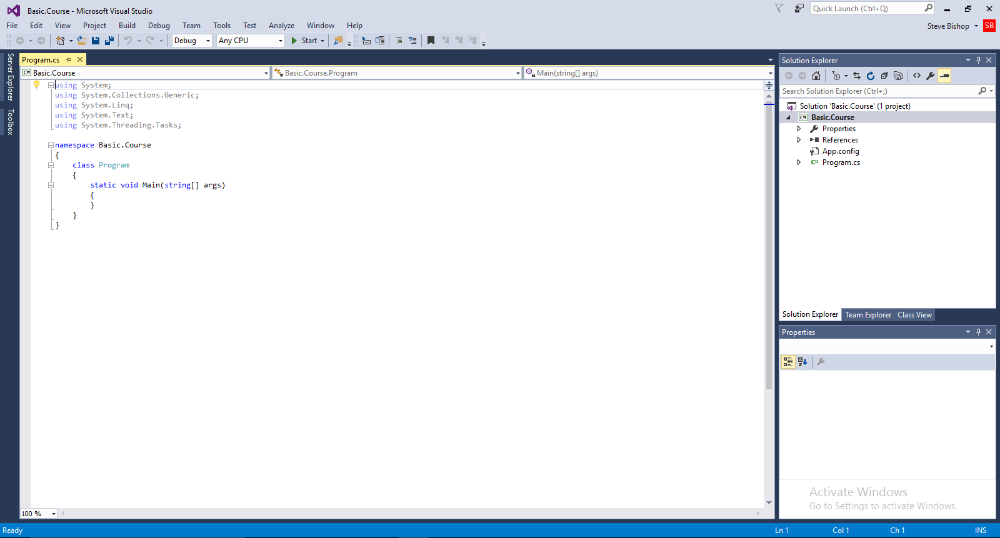 Basic.Course - Microsoft Visual Studio
Quick Launch (Ctrl+Q)
File Edit View Project Build Debug Team Tools Test Analyze Window Help
Steve Bishop SB
Debug Any CPU Start
Server Explorer
Toolbox
Program.cs
C# Basic.Course Basic.Course.Program Main(string[] args)
using System;
using System.Collections.Generic;
using System.Linq;
using System.Text;
using System.Threading.Tasks;
namespace Basic.Course
{
class Program
{
static void Main(string[] args)
{
}
}
}
100 %
Solution Explorer
Search Solution Explorer (Ctrl+;)
Solution 'Basic.Course' (1 project)
C# Basic.Course
Properties
References
App.config
C# Program.cs
Solution Explorer Team Explorer Class View
Properties
Activate Windows
Go to Settings to activate Windows.
Ready Ln 1 Col 1 Ch 1 INS